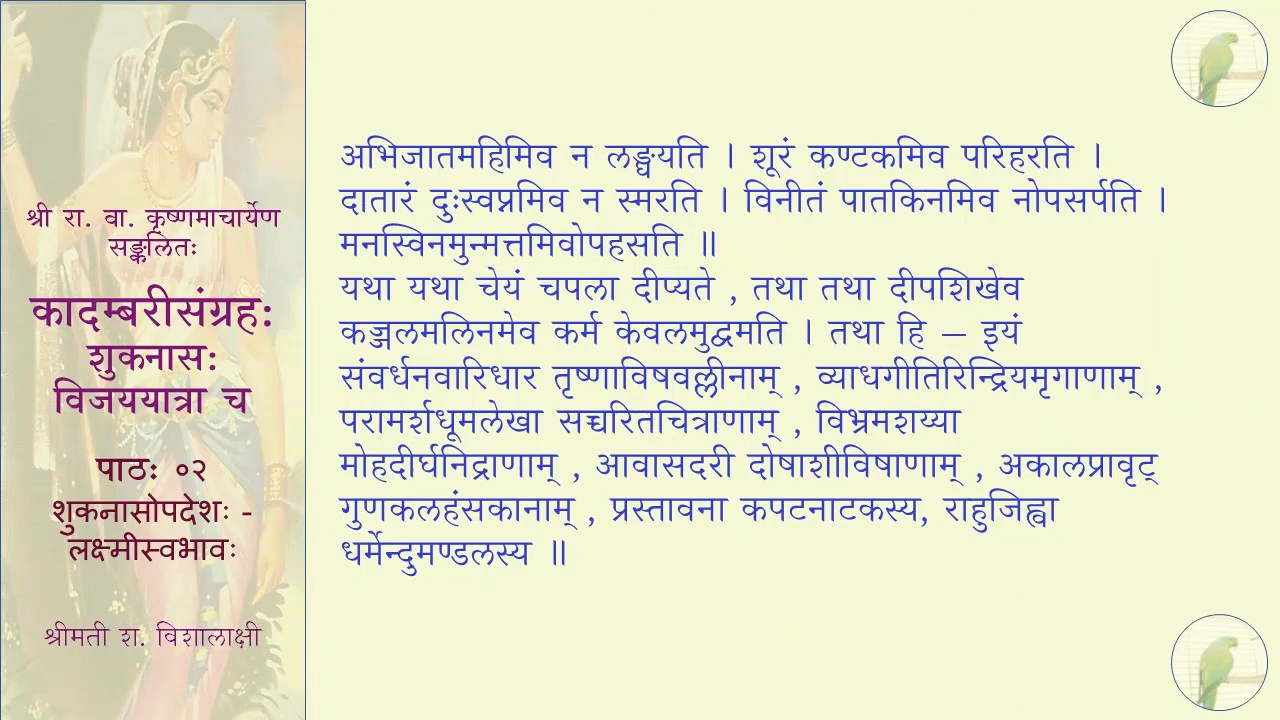 श्री रा. वा. कृष्णमाचार्येण
सङ्कलितः
कादम्बरीसंग्रहः
शुकनासः
विजययात्रा च
पाठः ०२
शुकनासोपदेशः -
लक्ष्मीस्वभावः
श्रीमती श. विशालाक्षी
अभिजातमहिमिव न लङ्घयति । शूरं कण्टकमिव परिहरति ।
दातारं दुःस्वप्नमिव न स्मरति । विनीतं पातकिनमिव नोपसर्पति ।
मनस्विनमुन्मत्तमिवोपहसति ॥
यथा यथा चेयं चपला दीप्यते , तथा तथा दीपशिखेव
कज्जलमलिनमेव कर्म केवलमुद्वमति । तथा हि – इयं
संवर्धनवारिधार तृष्णाविषवल्लीनाम् , व्याधगीतिरिन्द्रियमृगाणाम् ,
परामर्शधूमलेखा सच्चरितचित्राणाम् , विभ्रमशय्या
मोहदीर्घनिद्राणाम् , आवासदरी दोषाशीविषाणाम् , अकालप्रावृट्
गुणकलहंसकानाम् , प्रस्तावना कपटनाटकस्य, राहुजिह्वा
धर्मेन्दुमण्डलस्य ॥